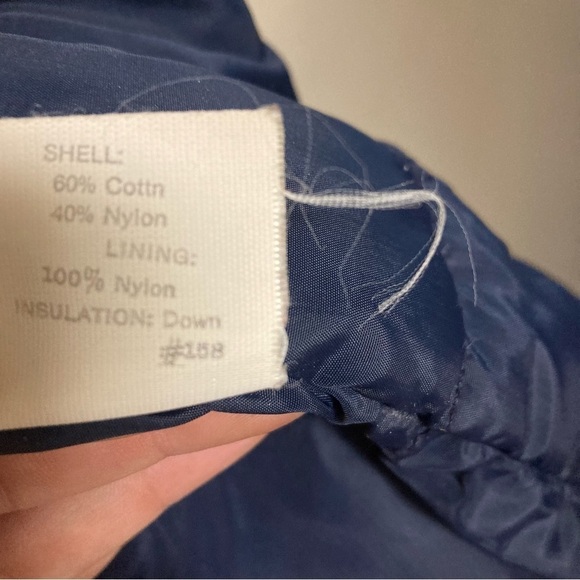 SHELL:
60% Cottn
40% Nylon
LINING:
100% Nylon
INSULATION: Down
#158